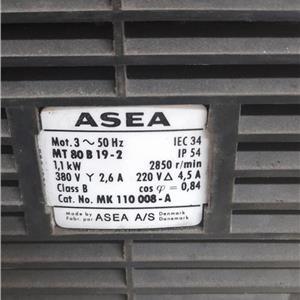 ASEA
Mot. 3 ~ 50 Hz IEC 34
MT 80 B 19-2 IP 54
1,1 kW 2850 r/min
380 V Y 2,6 A 220 V Δ 4,5 A
Class B cos φ = 0,84
Cat. No. MK 110 008-A
Made by Denmark
Fabr. par ASEA A/S Danemark